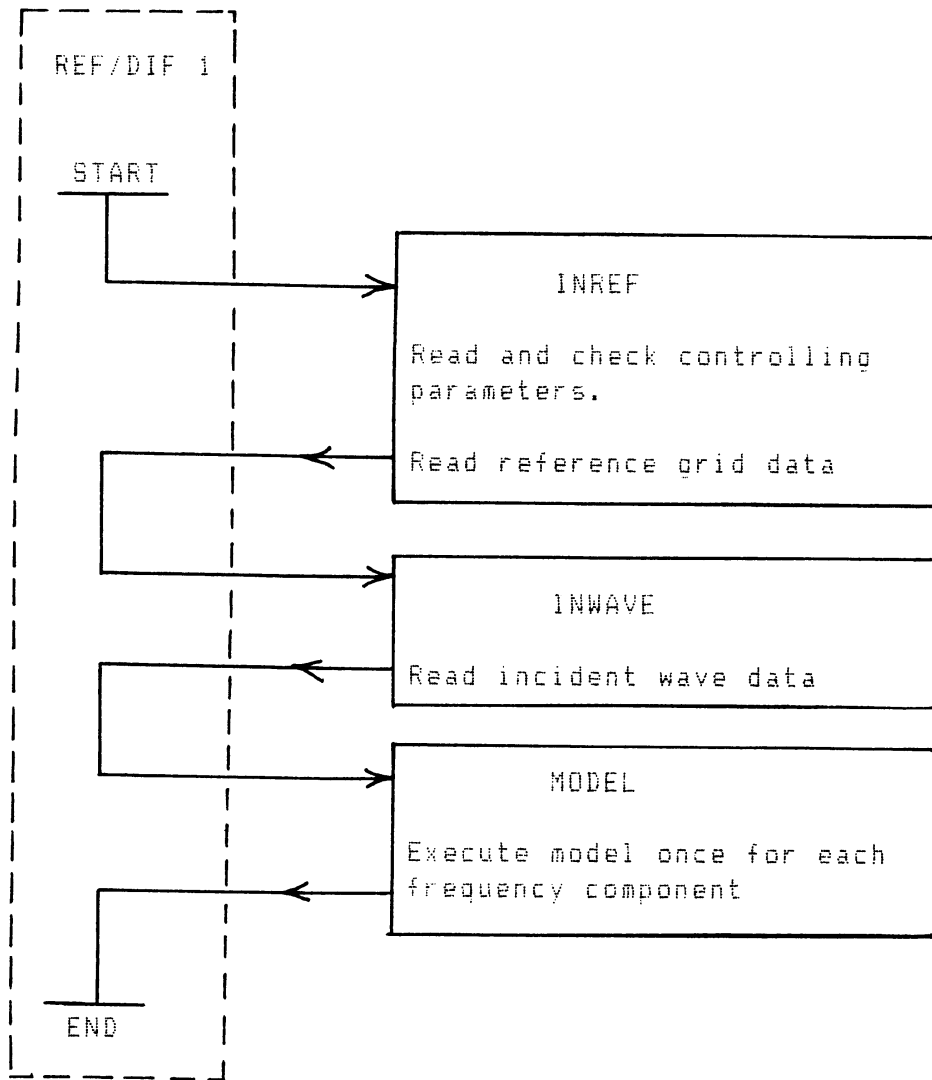 REF/DIF 1
START
INREF
Read and check controlling
parameters.
Read reference grid data
INWAVE
Read incident wave data
MODEL
Execute model once for each
frequency component
END